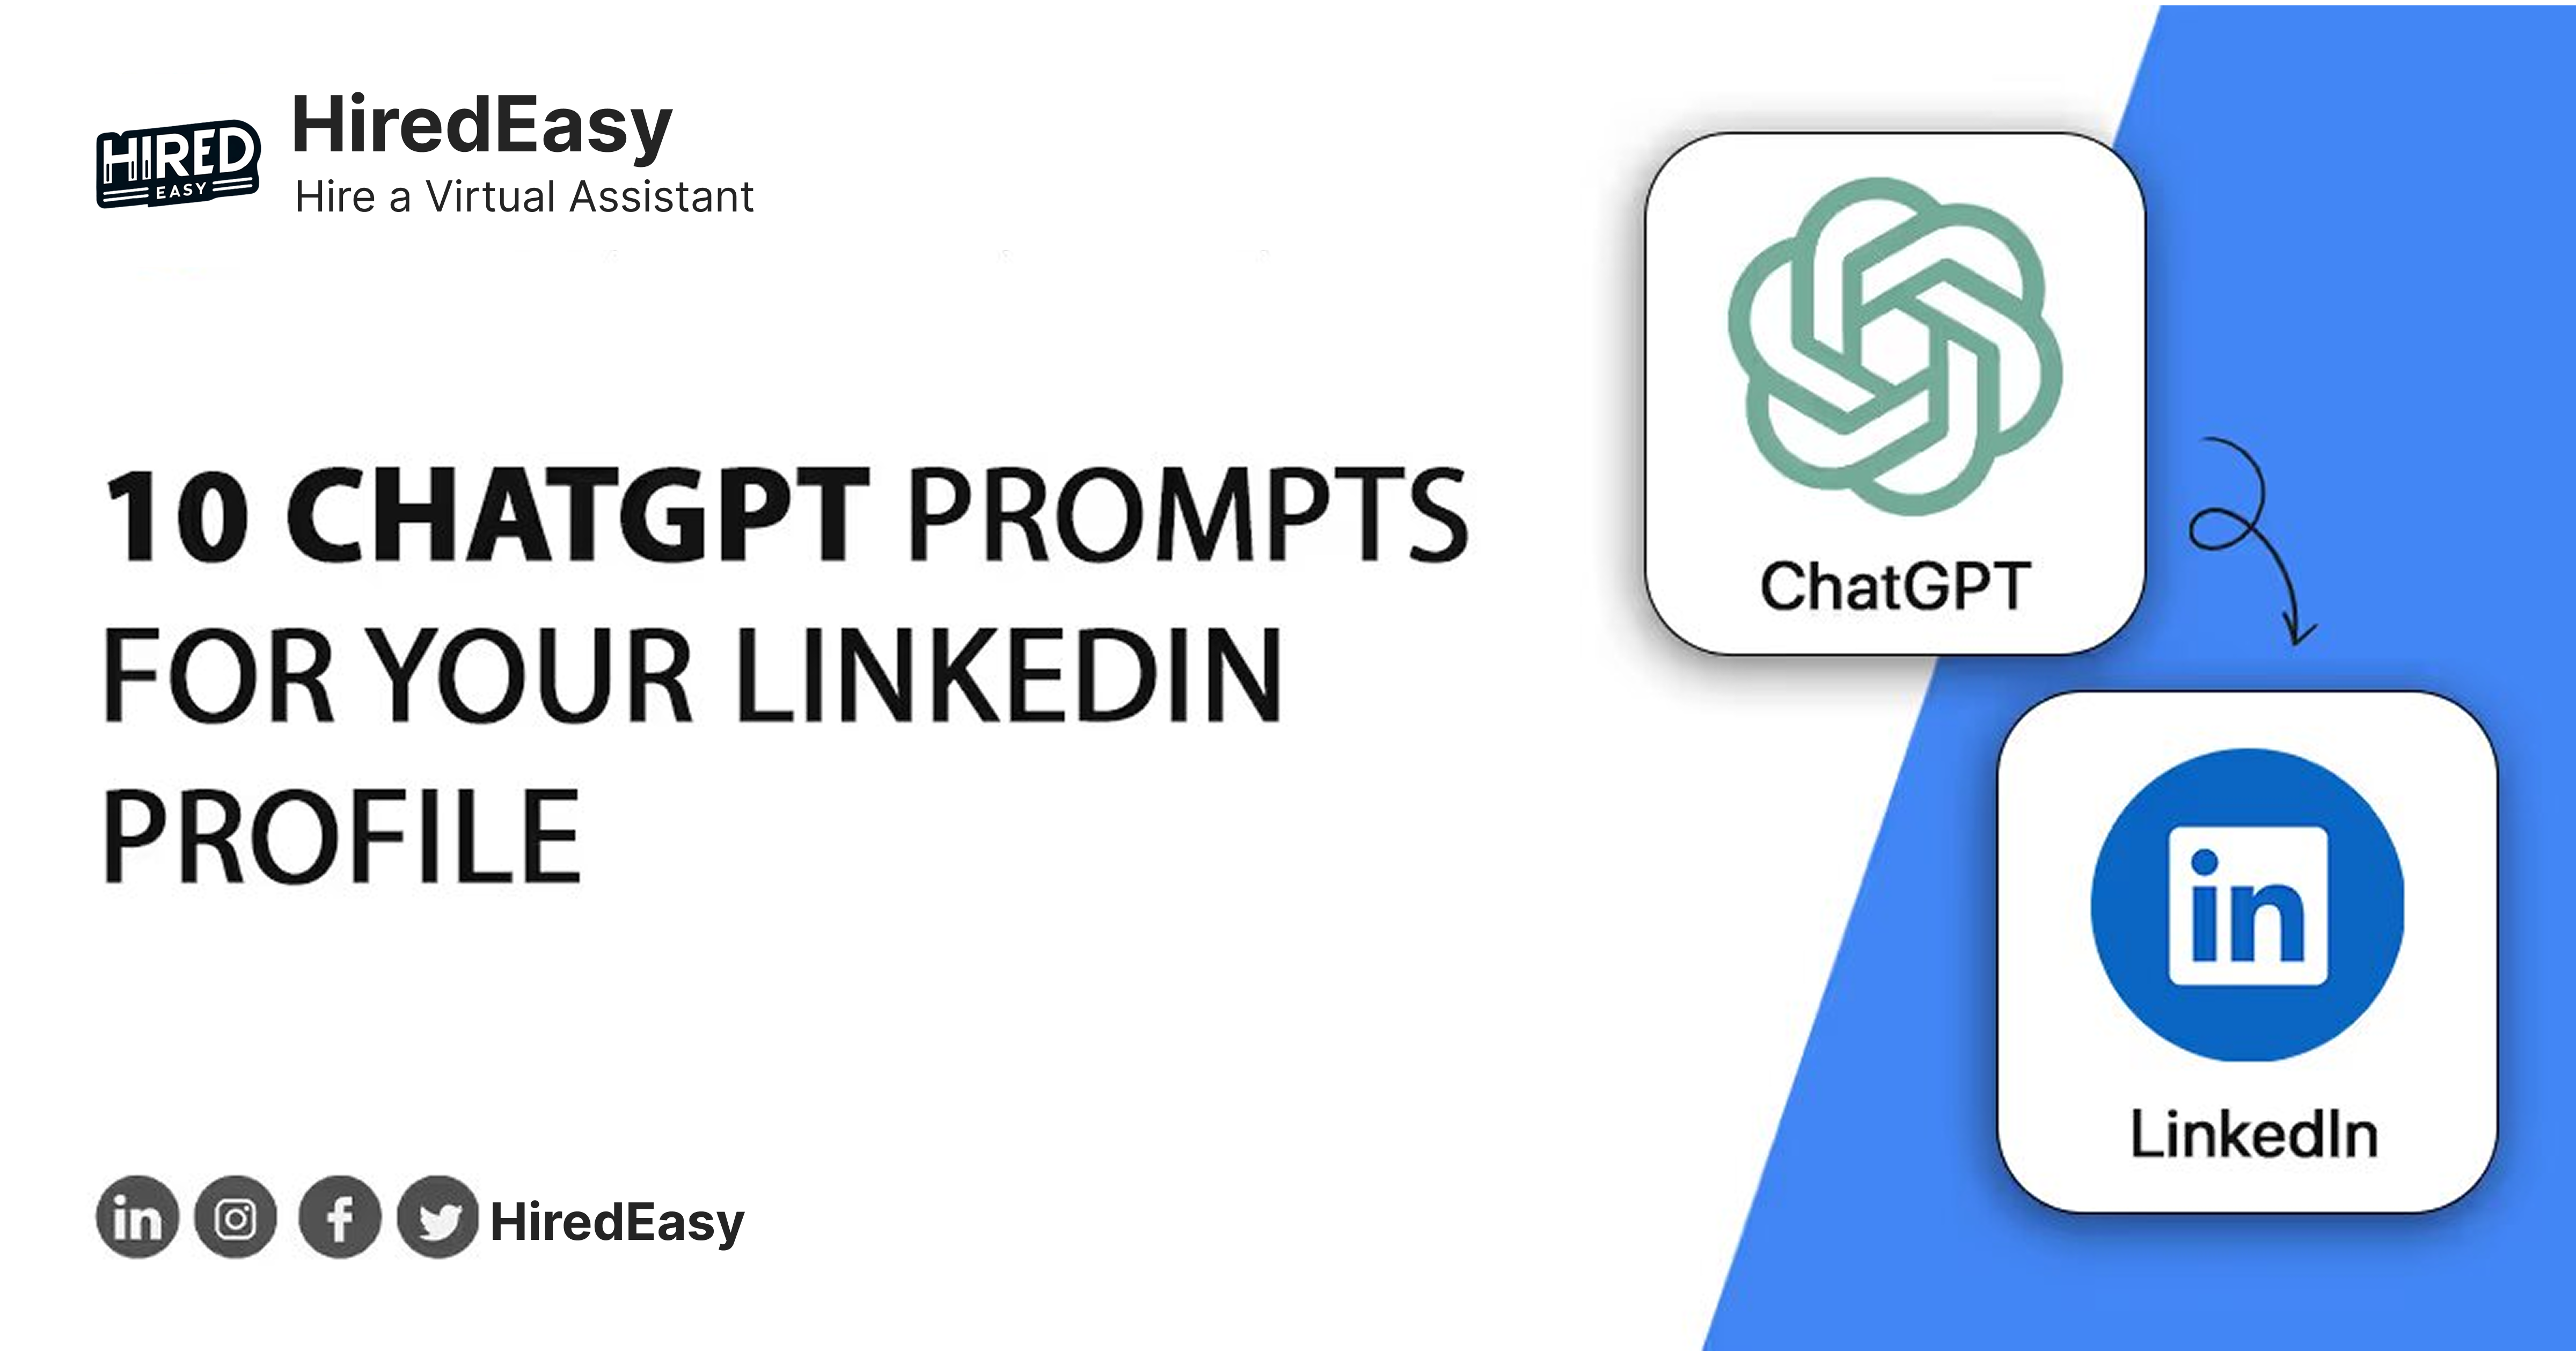 HIRED
EASY
HiredEasy
Hire a Virtual Assistant
10 CHATGPT PROMPTS
FOR YOUR LINKEDIN
PROFILE
ChatGPT
in
LinkedIn
in
f
HiredEasy